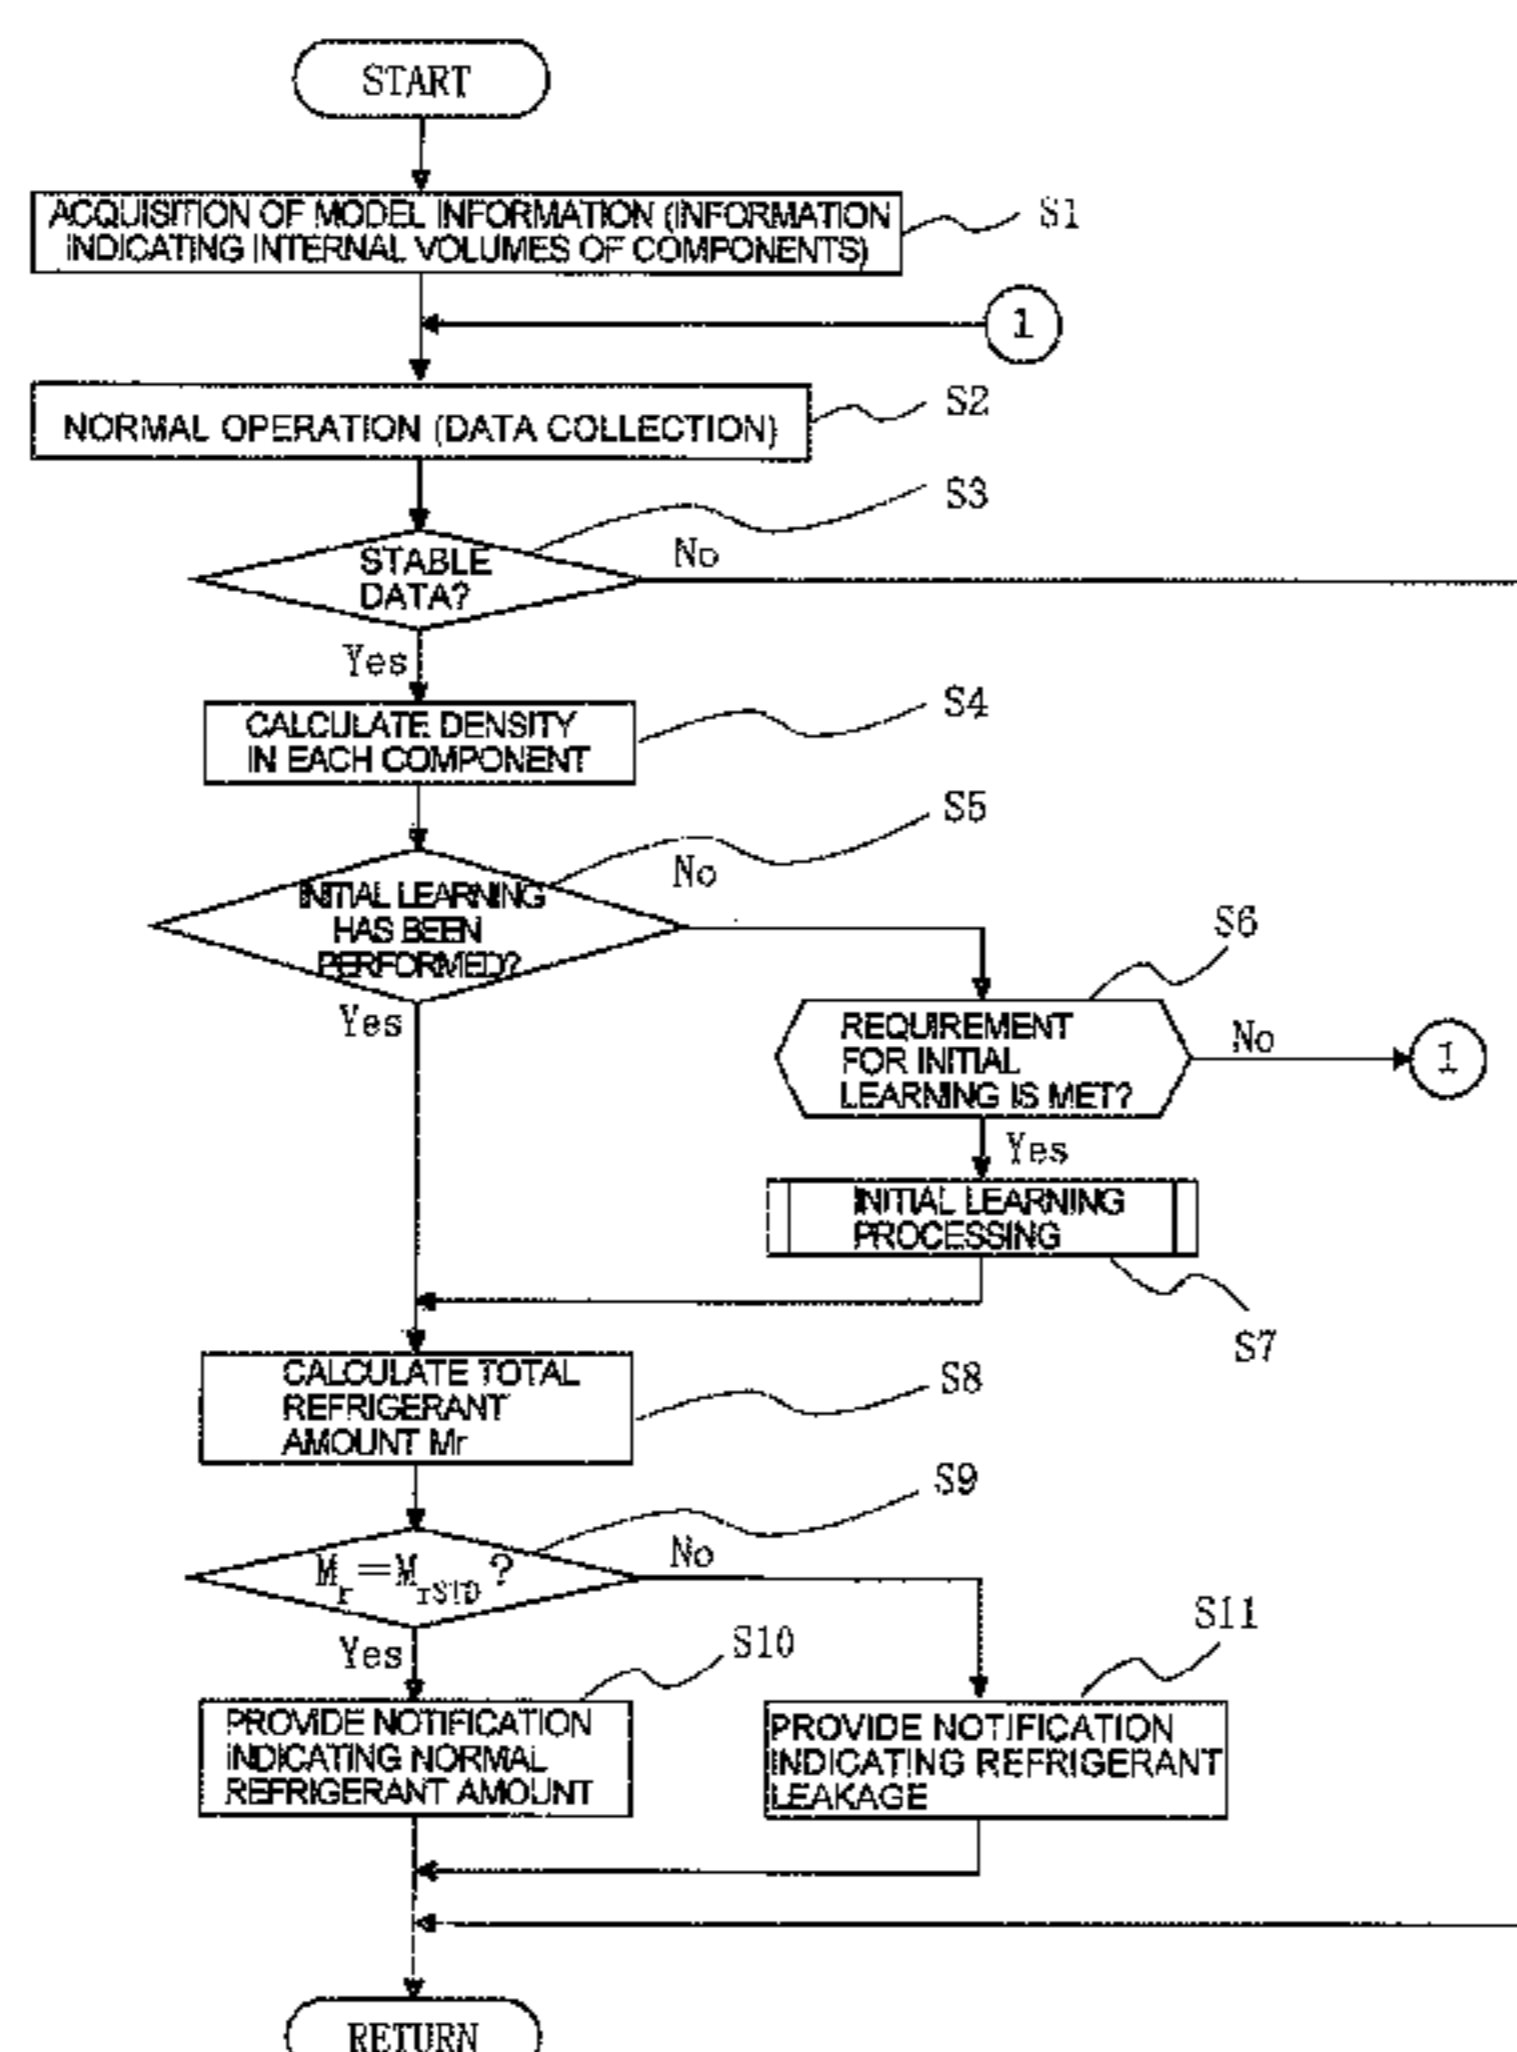 START
ACQUISITION OF MODEL INFORMATION (INFORMATION
INDICATING INTERNAL VOLUMES OF COMPONENTS)
S1
1
NORMAL OPERATION (DATA COLLECTION)
S2
S3
STABLE
DATA?
No
Yes
CALCULATE DENSITY
IN EACH COMPONENT
S4
S5
INITIAL LEARNING
HAS BEEN
PERFORMED?
No
Yes
S6
REQUIREMENT
FOR INITIAL
LEARNING IS MET?
No
1
Yes
INITIAL LEARNING
PROCESSING
S7
CALCULATE TOTAL
REFRIGERANT
AMOUNT Mr
S8
S9
Mr=MrSTD ?
No
Yes
S10
S11
PROVIDE NOTIFICATION
INDICATING NORMAL
REFRIGERANT AMOUNT
PROVIDE NOTIFICATION
INDICATING REFRIGERANT
LEAKAGE
RETURN